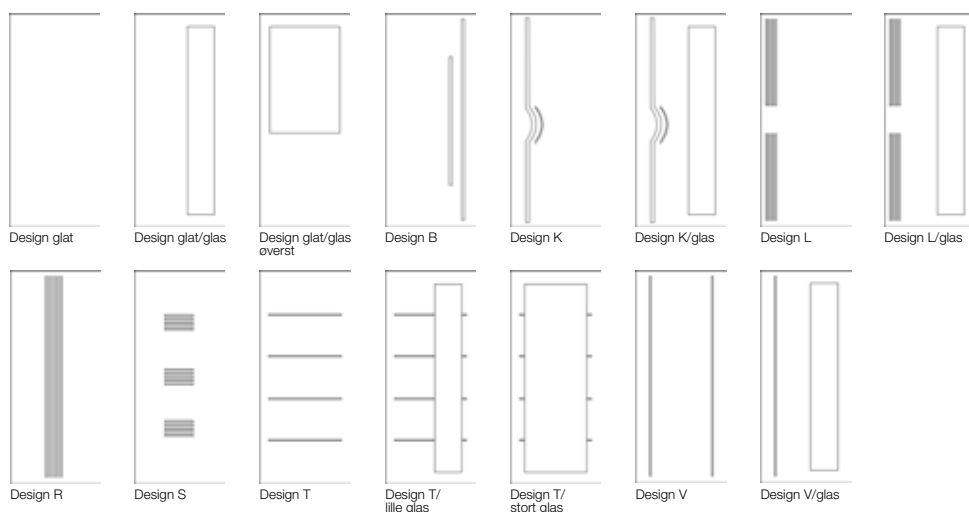 Design glat
Design glat/glas
Design glat/glas
øverst
Design B
Design K
Design K/glas
Design L
Design L/glas
Design R
Design S
Design T
Design T/
lille glas
Design T/
stort glas
Design V
Design V/glas